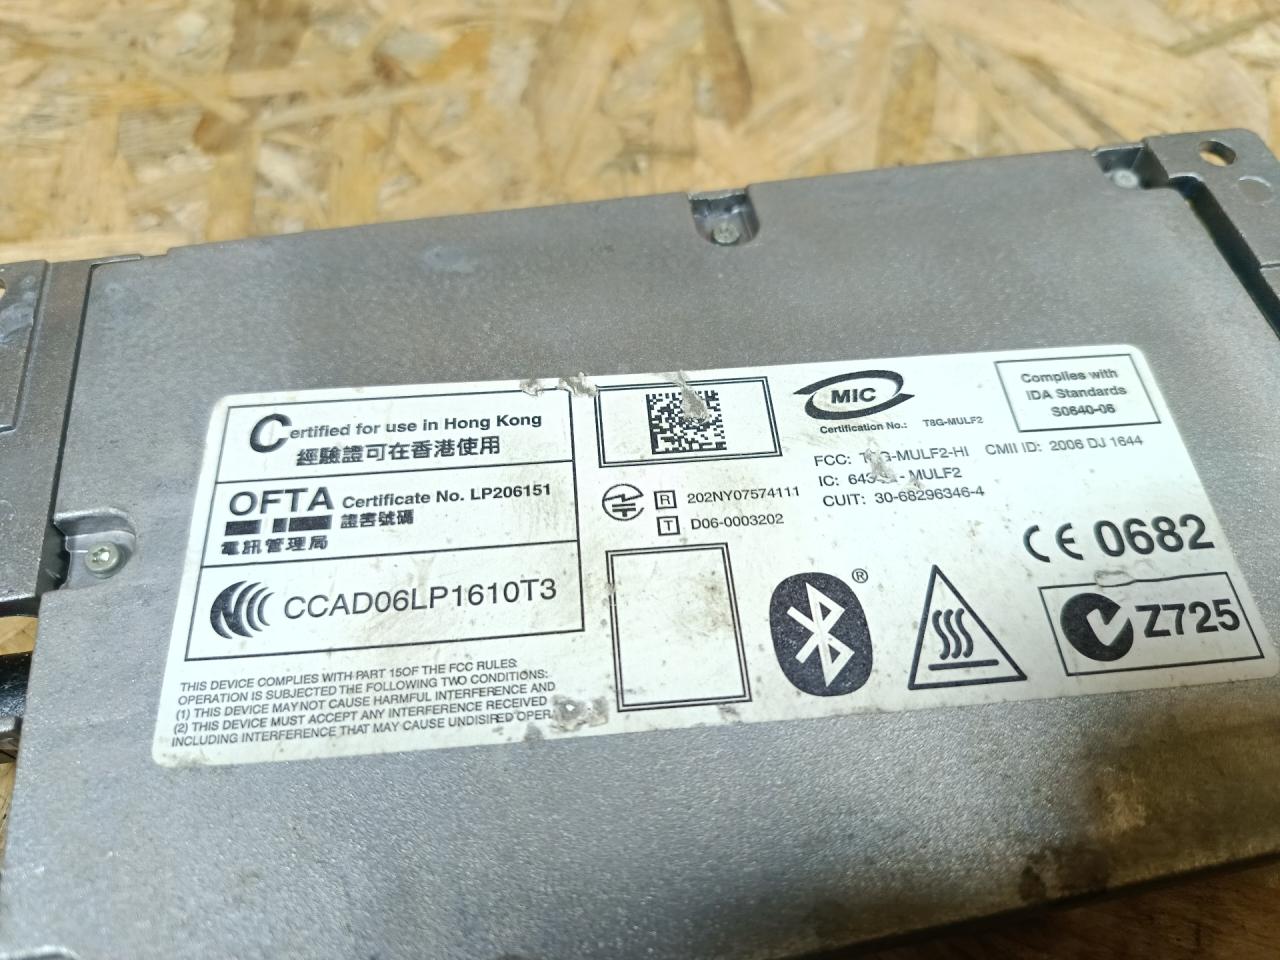 Certified for use in Hong Kong
經驗證可在香港使用
OFTA Certificate No. LP206151
證書號碼
電訊管理局
CCAD06LP1610T3
THIS DEVICE COMPLIES WITH PART 15OF THE FCC RULES:
OPERATION IS SUBJECTED THE FOLLOWING TWO CONDITIONS:
(1) THIS DEVICE MAY NOT CAUSE HARMFUL INTERFERENCE AND
(2) THIS DEVICE MUST ACCEPT ANY INTERFERENCE RECEIVED
INCLUDING INTERFERENCE THAT MAY CAUSE UNDISIRED
R 202NY07574111
T D06-0003202
MIC
Certification No.: T8G-MULF2
Complies with
IDA Standards
S0640-06
FCC: -MULF2-HI CMII ID: 2006 DJ 1644
IC: - MULF2
CUIT: 30-68296346-4
CE 0682
®
Z725